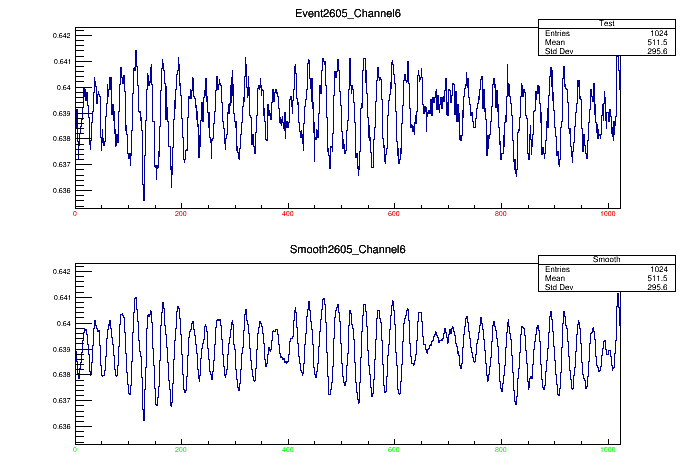 Event2605_Channel6
Test
Entries 1024
Mean 511.5
Std Dev 295.6
0.642
0.641
0.64
0.639
0.638
0.637
0.636
0 200 400 600 800 1000
Smooth2605_Channel6
Smooth
Entries 1024
Mean 511.5
Std Dev 295.6
0.642
0.641
0.64
0.639
0.638
0.637
0.636
0 200 400 600 800 1000